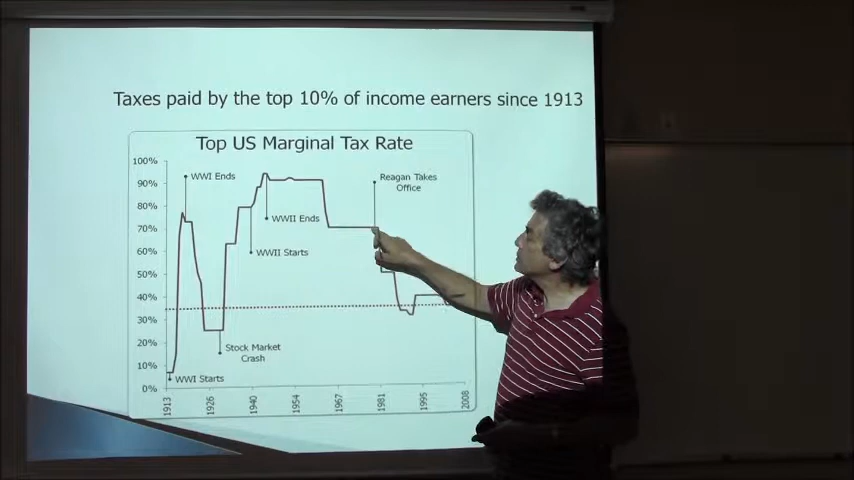 Taxes paid by the top 10% of income earners since 1913
Top US Marginal Tax Rate
100%
90%
80%
70%
60%
50%
40%
30%
20%
10%
0%
WWI Ends
Reagan Takes
Office
WWII Ends
WWII Starts
Stock Market
Crash
WWI Starts
1913
1926
1940
1954
1967
1981
1995
2008